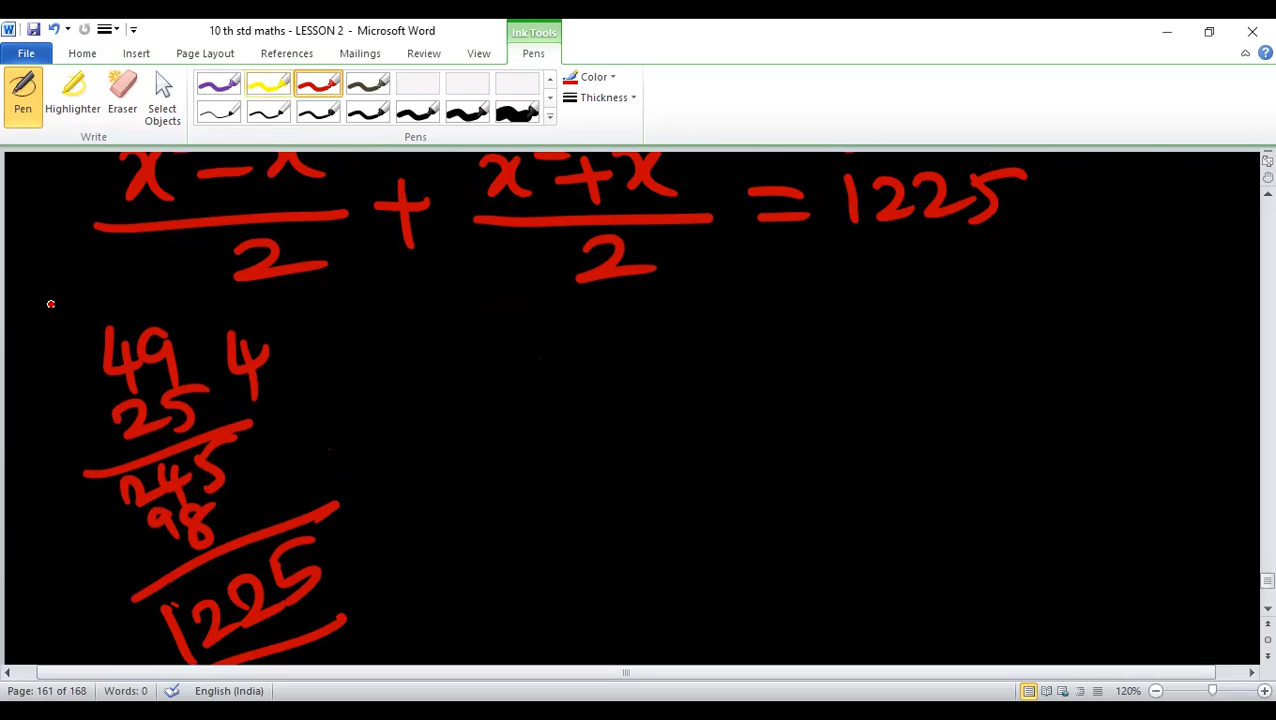 10 th std maths - LESSON 2 - Microsoft Word
Ink Tools
File Home Insert Page Layout References Mailings Review View Pens
Pen Highlighter Eraser Select Objects
Color
Thickness
Write Pens
x² - x / 2 + x² + x / 2 = 1225
49 4
25
245
98
1225
Page: 161 of 168 Words: 0 English (India) 120%